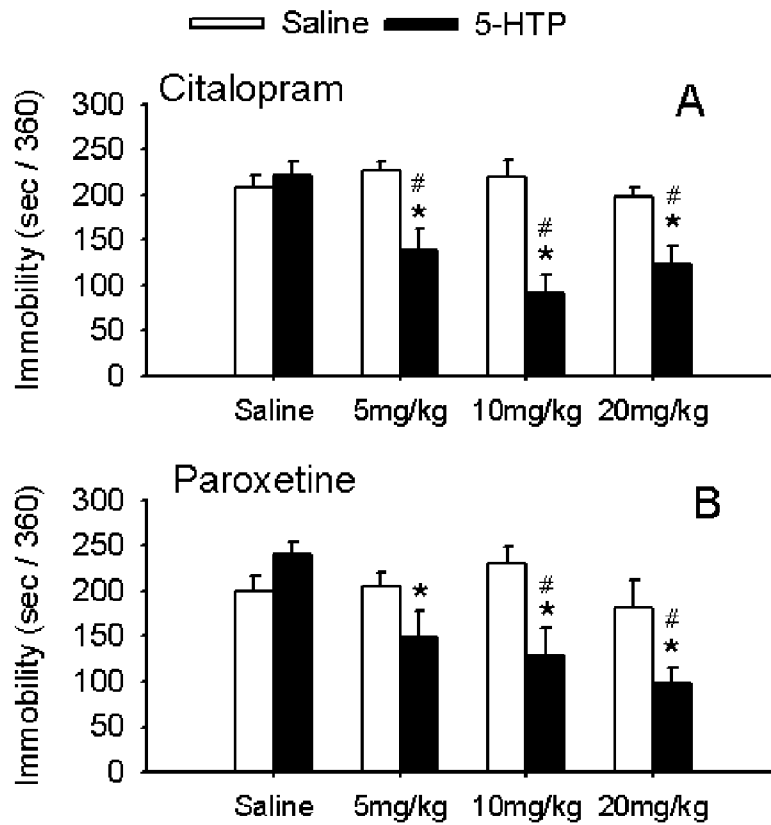 Saline 5-HTP
Citalopram
A
Immobility (sec / 360)
300
250
200
150
100
50
0
#
*
#
*
#
*
Saline 5mg/kg 10mg/kg 20mg/kg
Paroxetine
B
Immobility (sec / 360)
300
250
200
150
100
50
0
*
#
*
#
*
Saline 5mg/kg 10mg/kg 20mg/kg